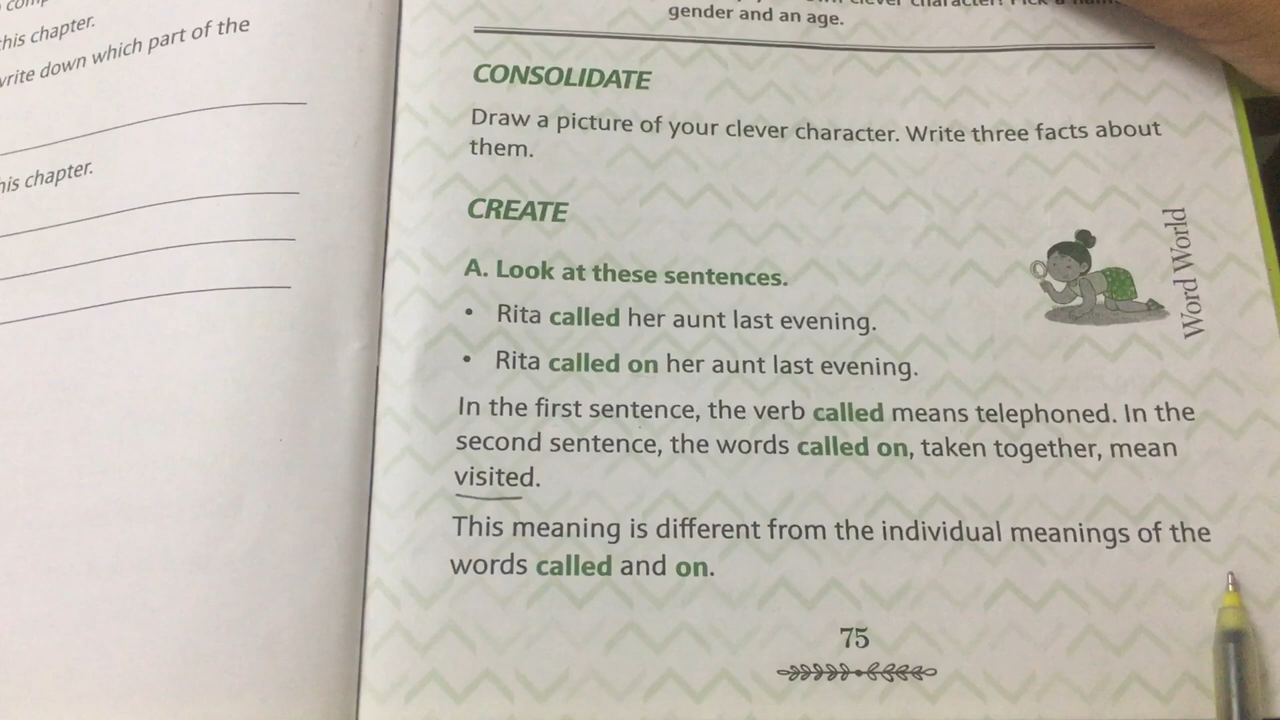 his chapter.
write down which part of the
his chapter.
gender and an age.
CONSOLIDATE
Draw a picture of your clever character. Write three facts about
them.
CREATE
A. Look at these sentences.
• Rita called her aunt last evening.
• Rita called on her aunt last evening.
Word World
In the first sentence, the verb called means telephoned. In the
second sentence, the words called on, taken together, mean
visited.
This meaning is different from the individual meanings of the
words called and on.
75